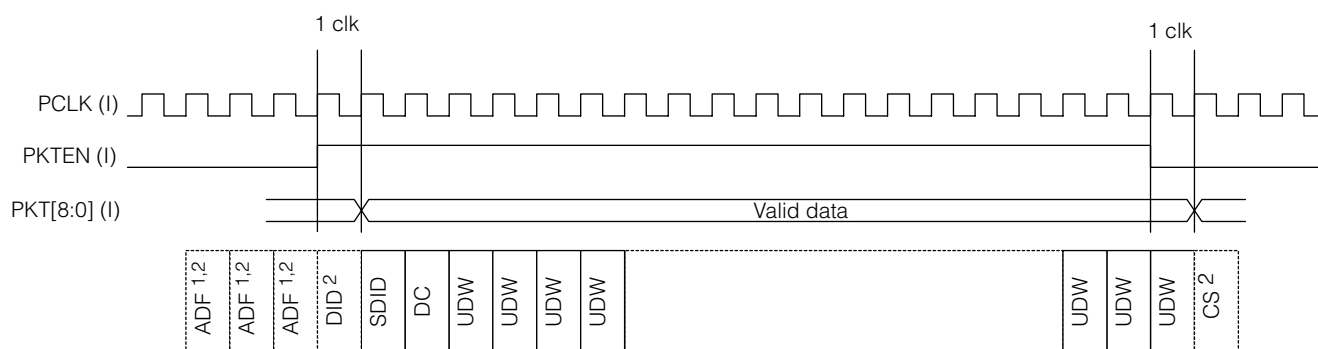 1 clk
1 clk
PCLK (I)
PKTEN (I)
PKT[8:0] (I)
Valid data
ADF 1,2
ADF 1,2
ADF 1,2
DID 2
SDID
DC
UDW
UDW
UDW
UDW
UDW
UDW
UDW
CS 2